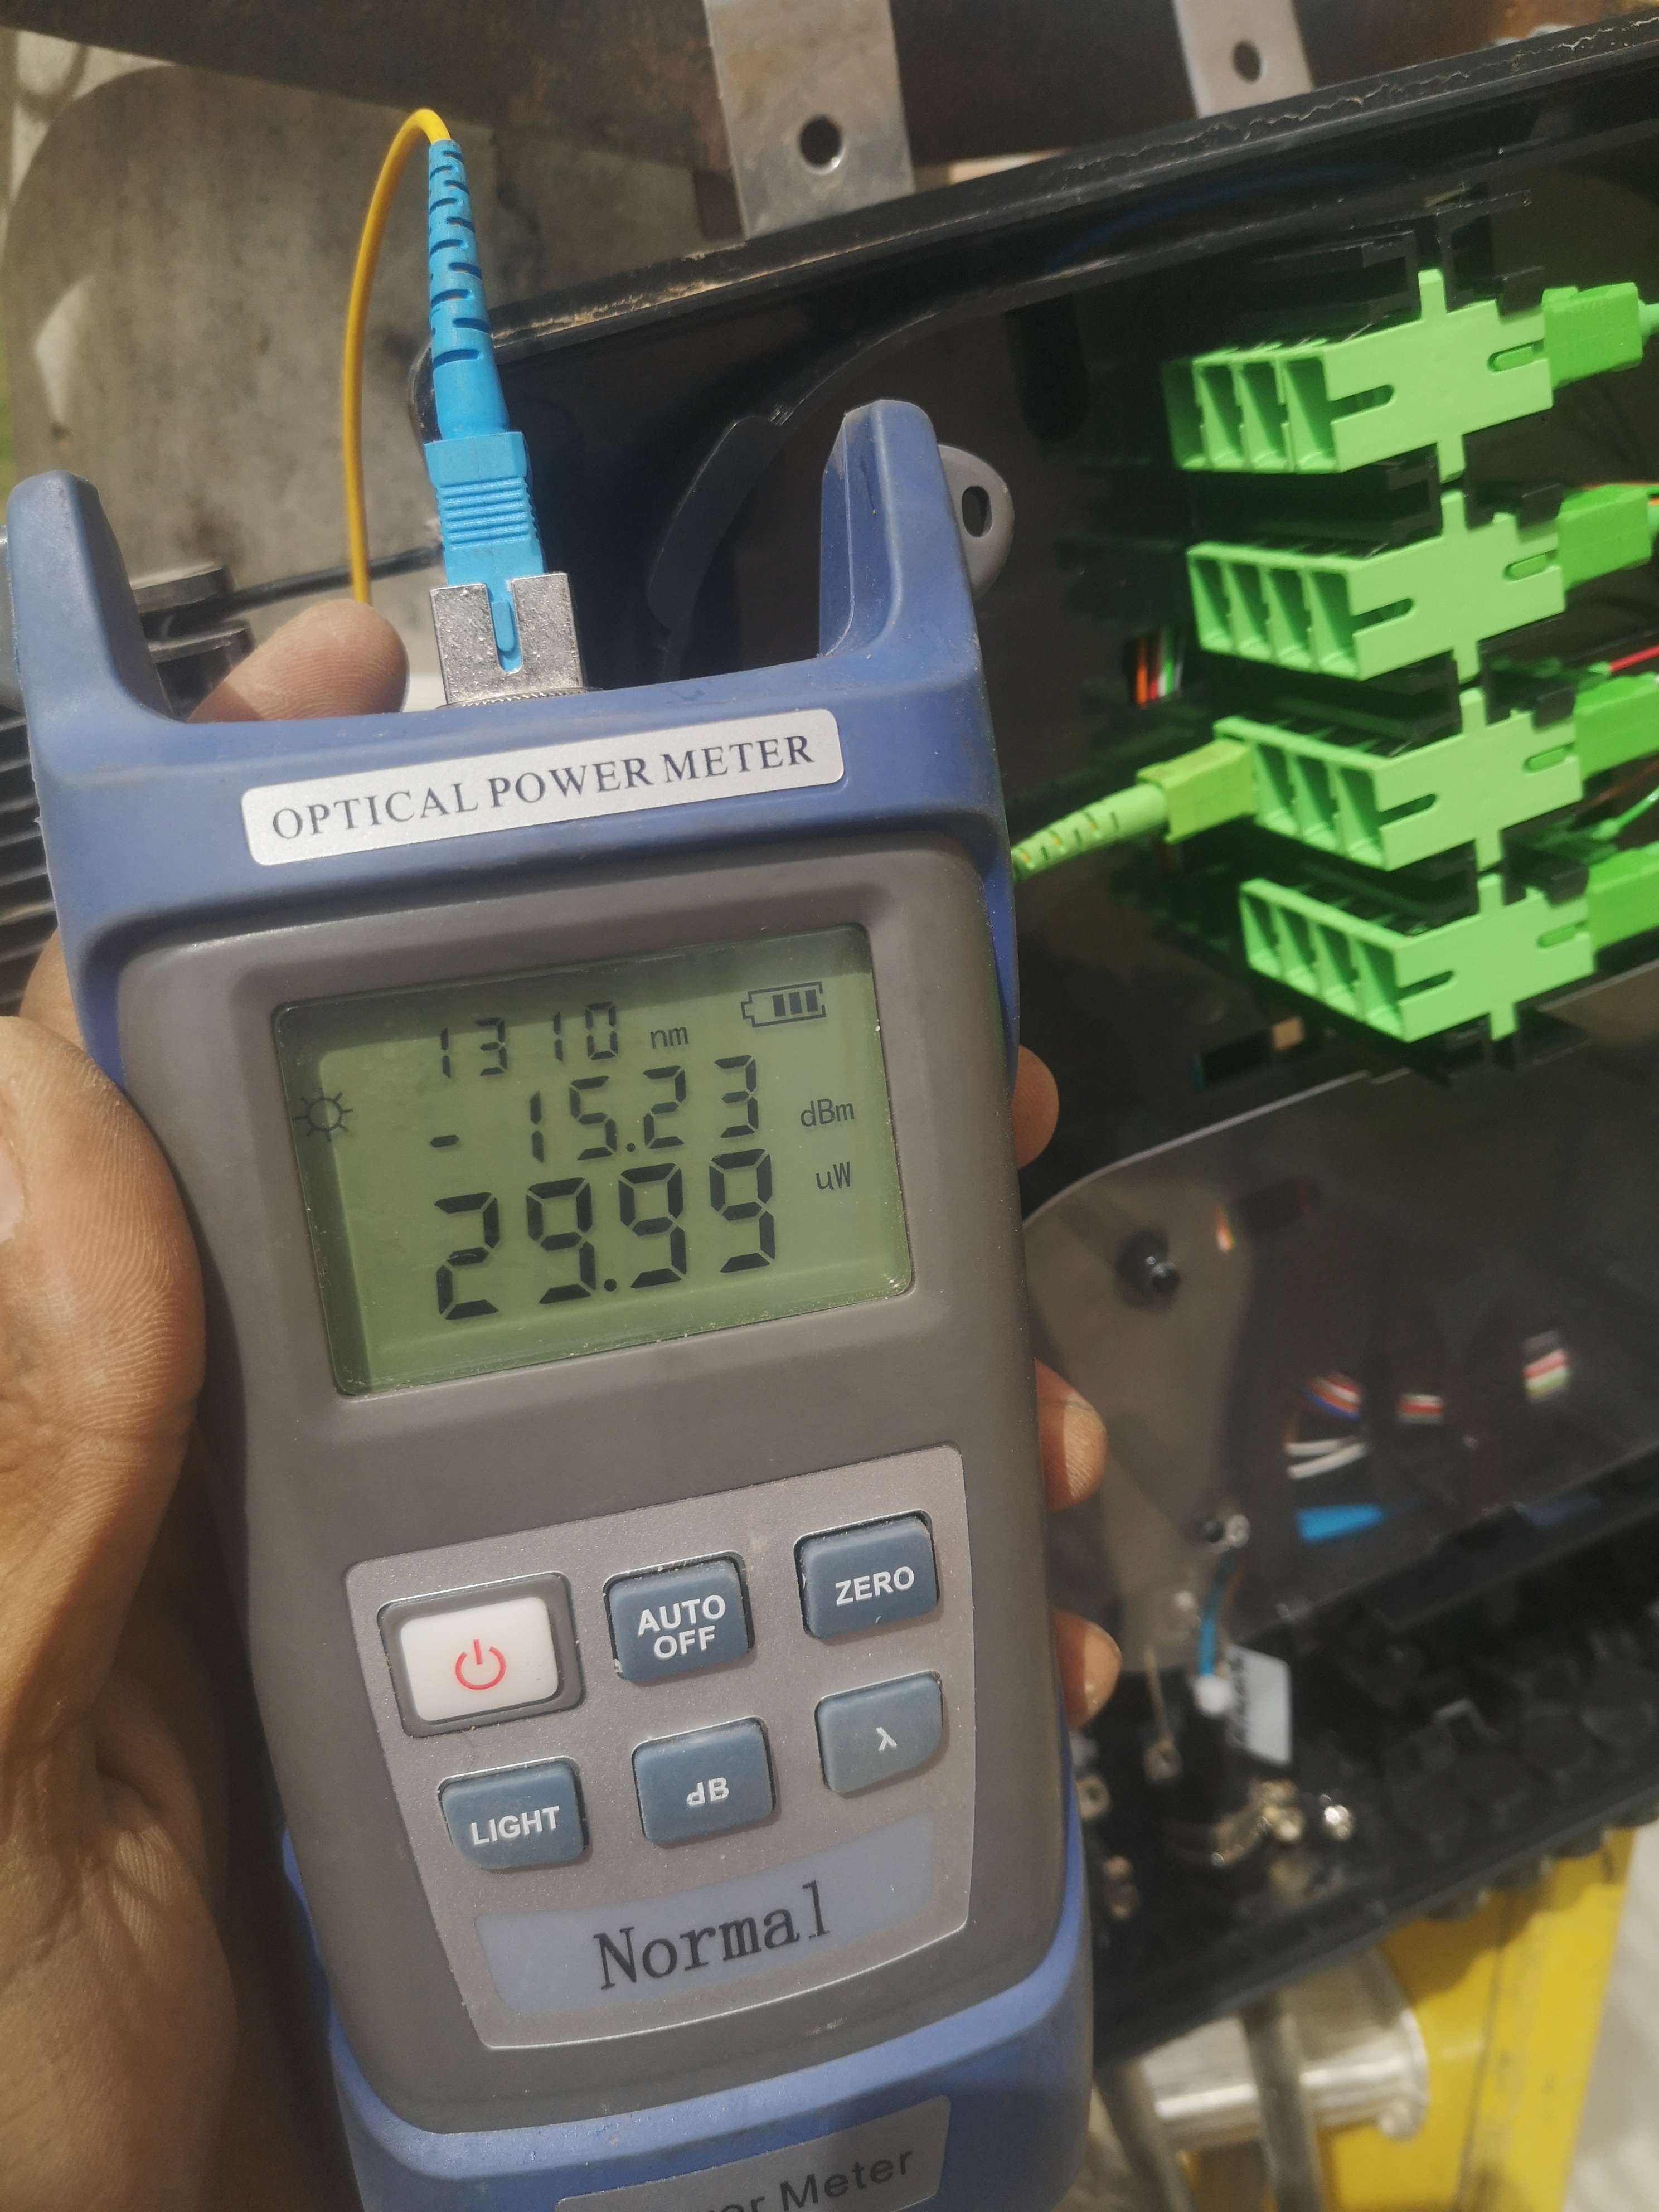 OPTICAL POWER METER
1310 nm
-15.23 dBm
29.99 uW
AUTO OFF
ZERO
LIGHT
dB
λ
Normal
Meter